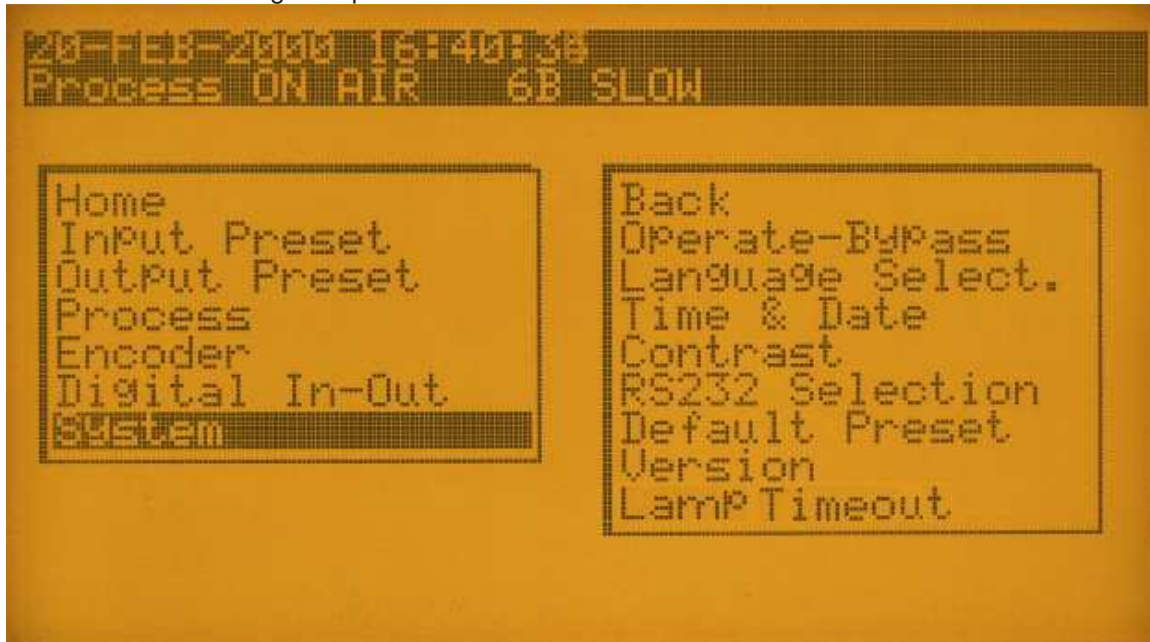 20-FEB-2000 16:40:30
Process ON AIR 6B SLOW
Home
Input Preset
Output Preset
Process
Encoder
Digital In-Out
System
Back
Operate-Bypass
Language Select.
Time & Date
Contrast
RS232 Selection
Default Preset
Version
Lamp Timeout